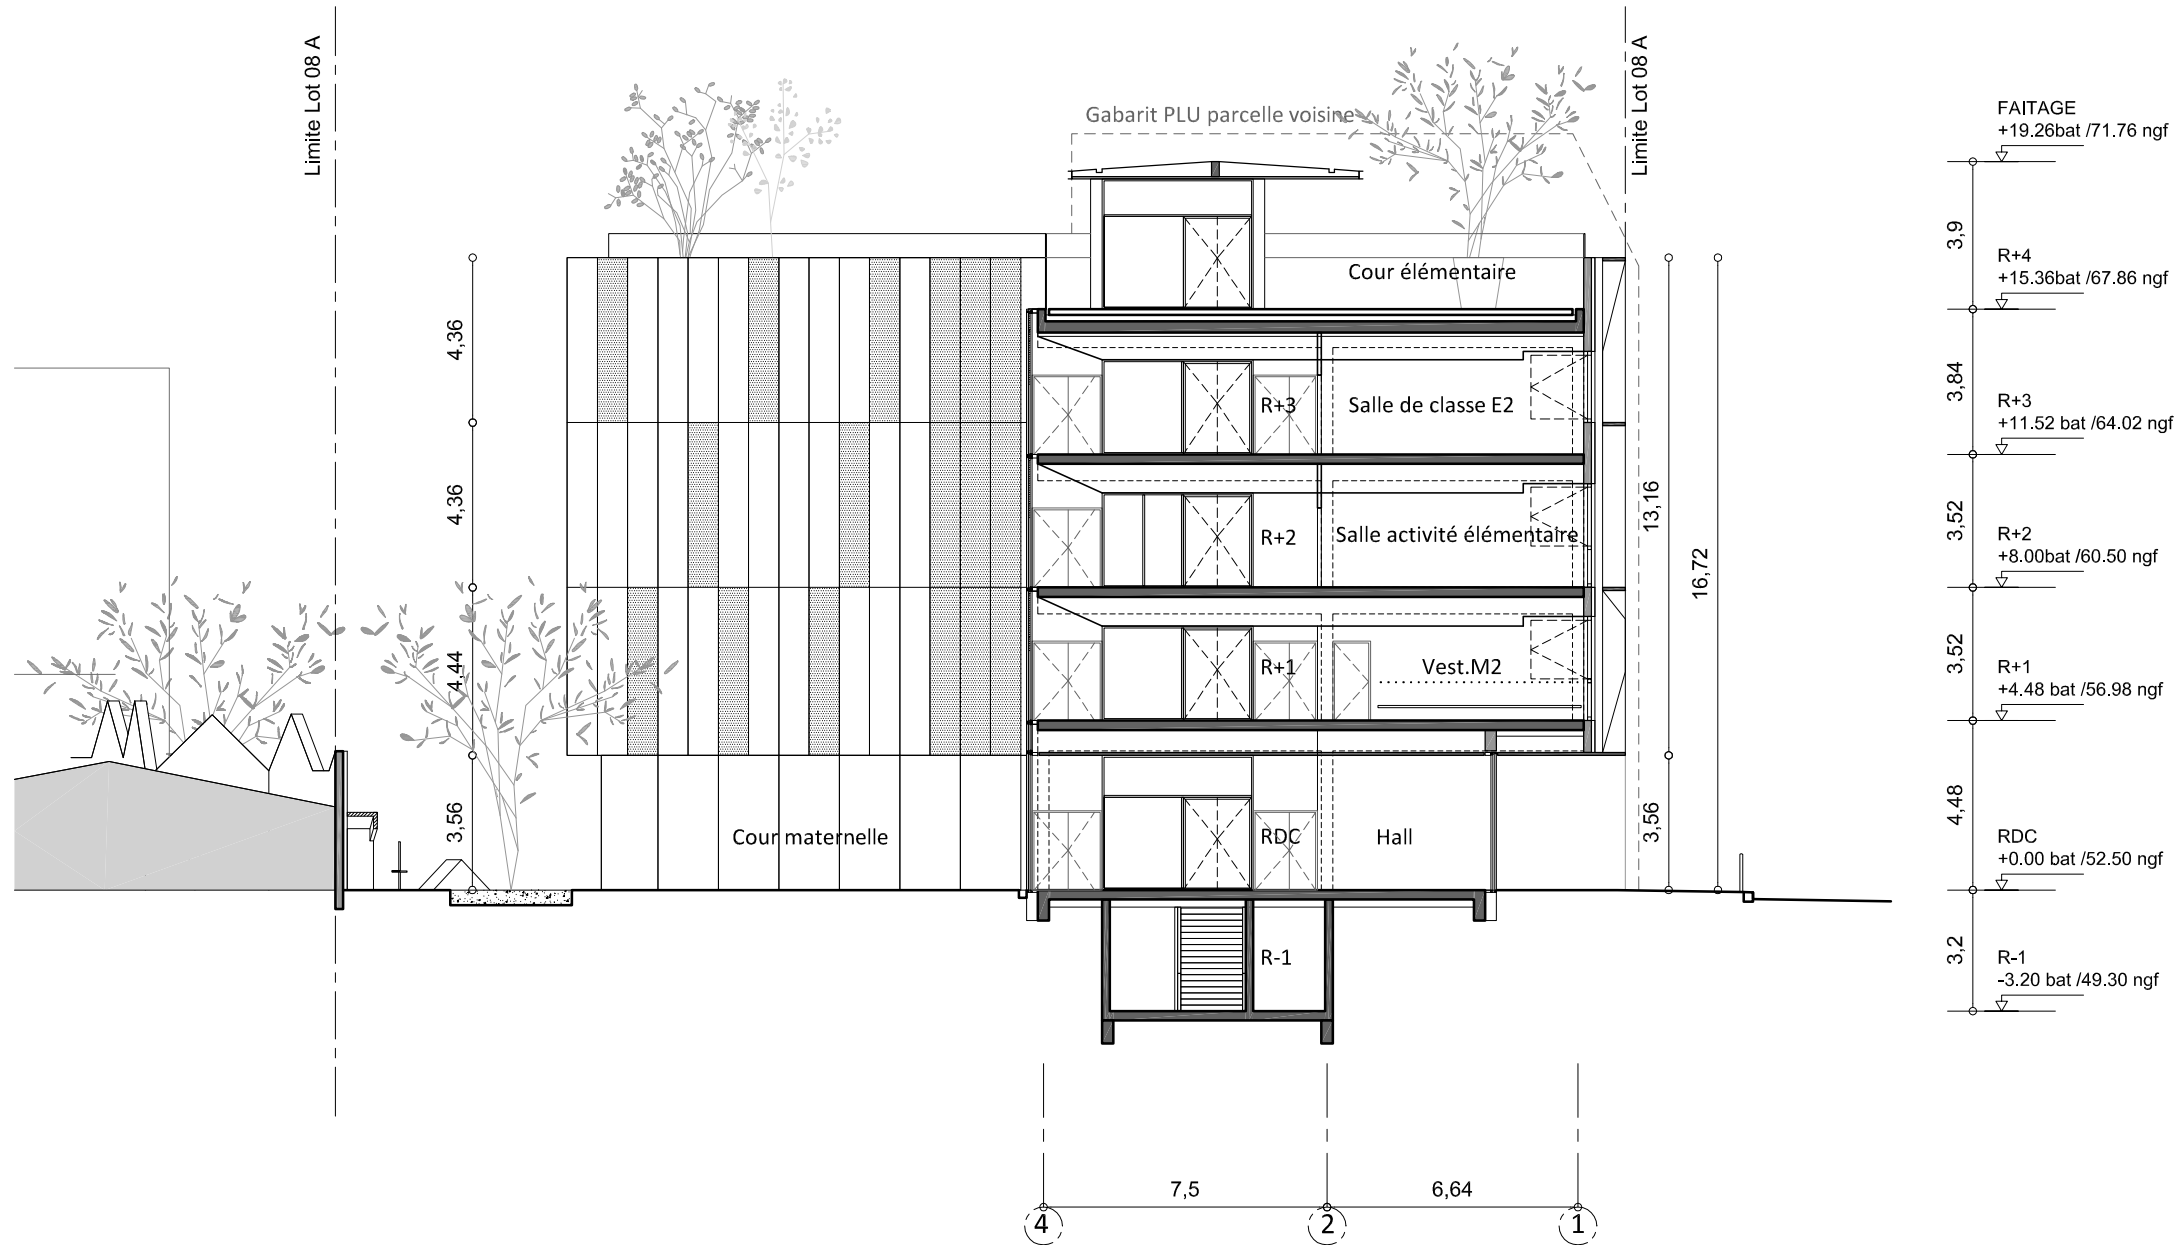 Limite Lot 08 A
Limite Lot 08 A
Gabarit PLU parcelle voisine
FAITAGE
+19.26bat /71.76 ngf
3,9
R+4
+15.36bat /67.86 ngf
Cour élémentaire
4,36
3,84
R+3
+11.52 bat /64.02 ngf
R+3
Salle de classe E2
4,36
13,16
3,52
R+2
+8.00bat /60.50 ngf
R+2
Salle activité élémentaire
16,72
4,44
3,52
R+1
+4.48 bat /56.98 ngf
R+1
Vest.M2
3,56
Cour maternelle
RDC
Hall
3,56
4,48
RDC
+0.00 bat /52.50 ngf
R-1
3,2
R-1
-3.20 bat /49.30 ngf
7,5
6,64
4
2
1